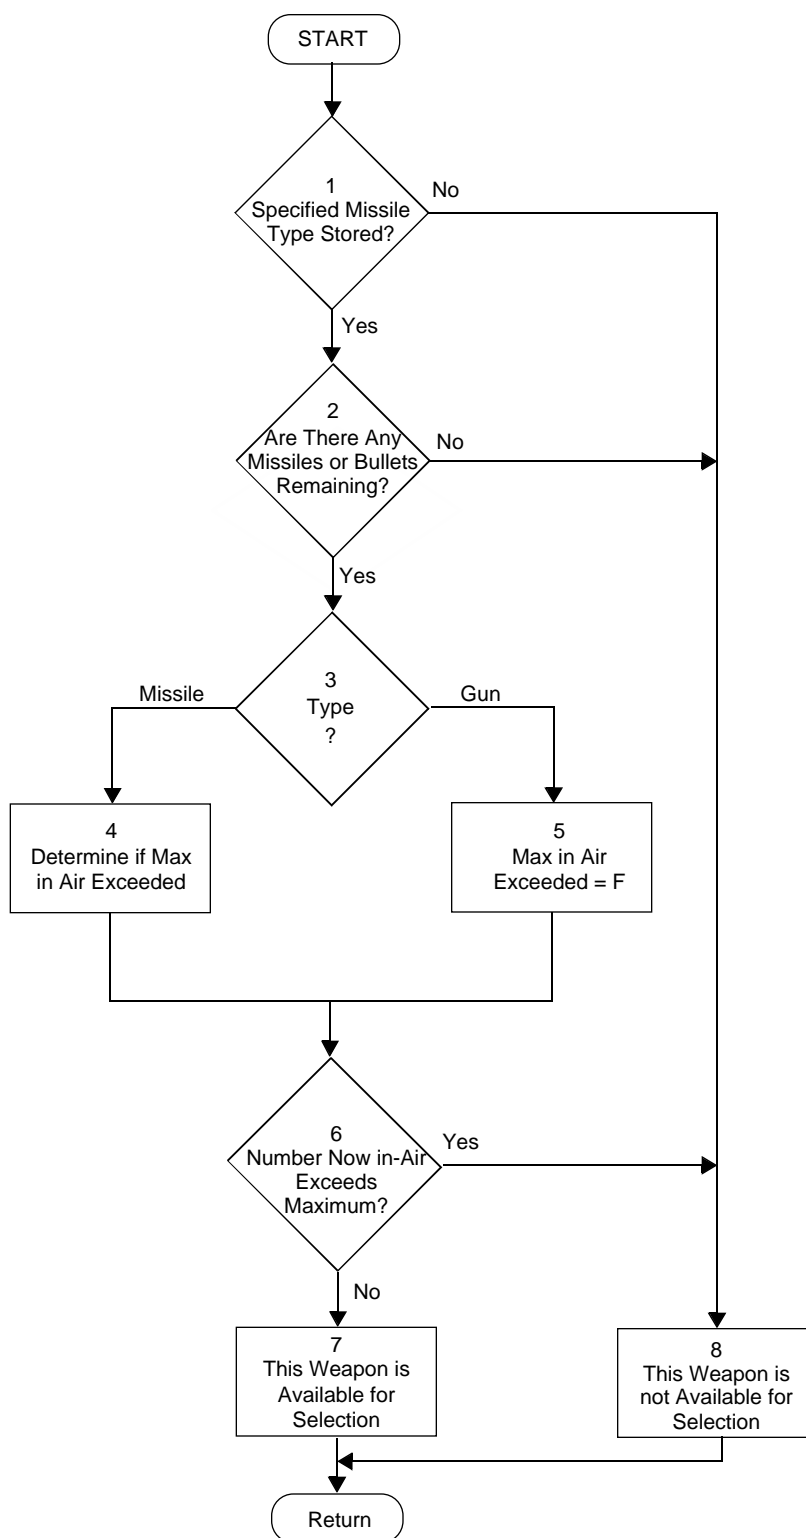 START
1
Specified Missile
Type Stored?
No
Yes
2
Are There Any
Missiles or Bullets
Remaining?
No
Yes
3
Type
?
Missile
Gun
4
Determine if Max
in Air Exceeded
5
Max in Air
Exceeded = F
6
Number Now in-Air
Exceeds
Maximum?
Yes
No
7
This Weapon is
Available for
Selection
8
This Weapon is
not Available for
Selection
Return